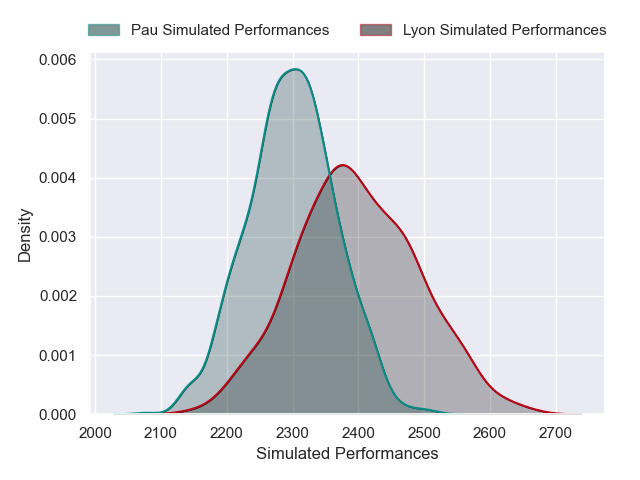 Pau Simulated Performances Lyon Simulated Performances
0.006
0.005
0.004
0.003
0.002
0.001
0.000
Density
2000 2100 2200 2300 2400 2500 2600 2700
Simulated Performances